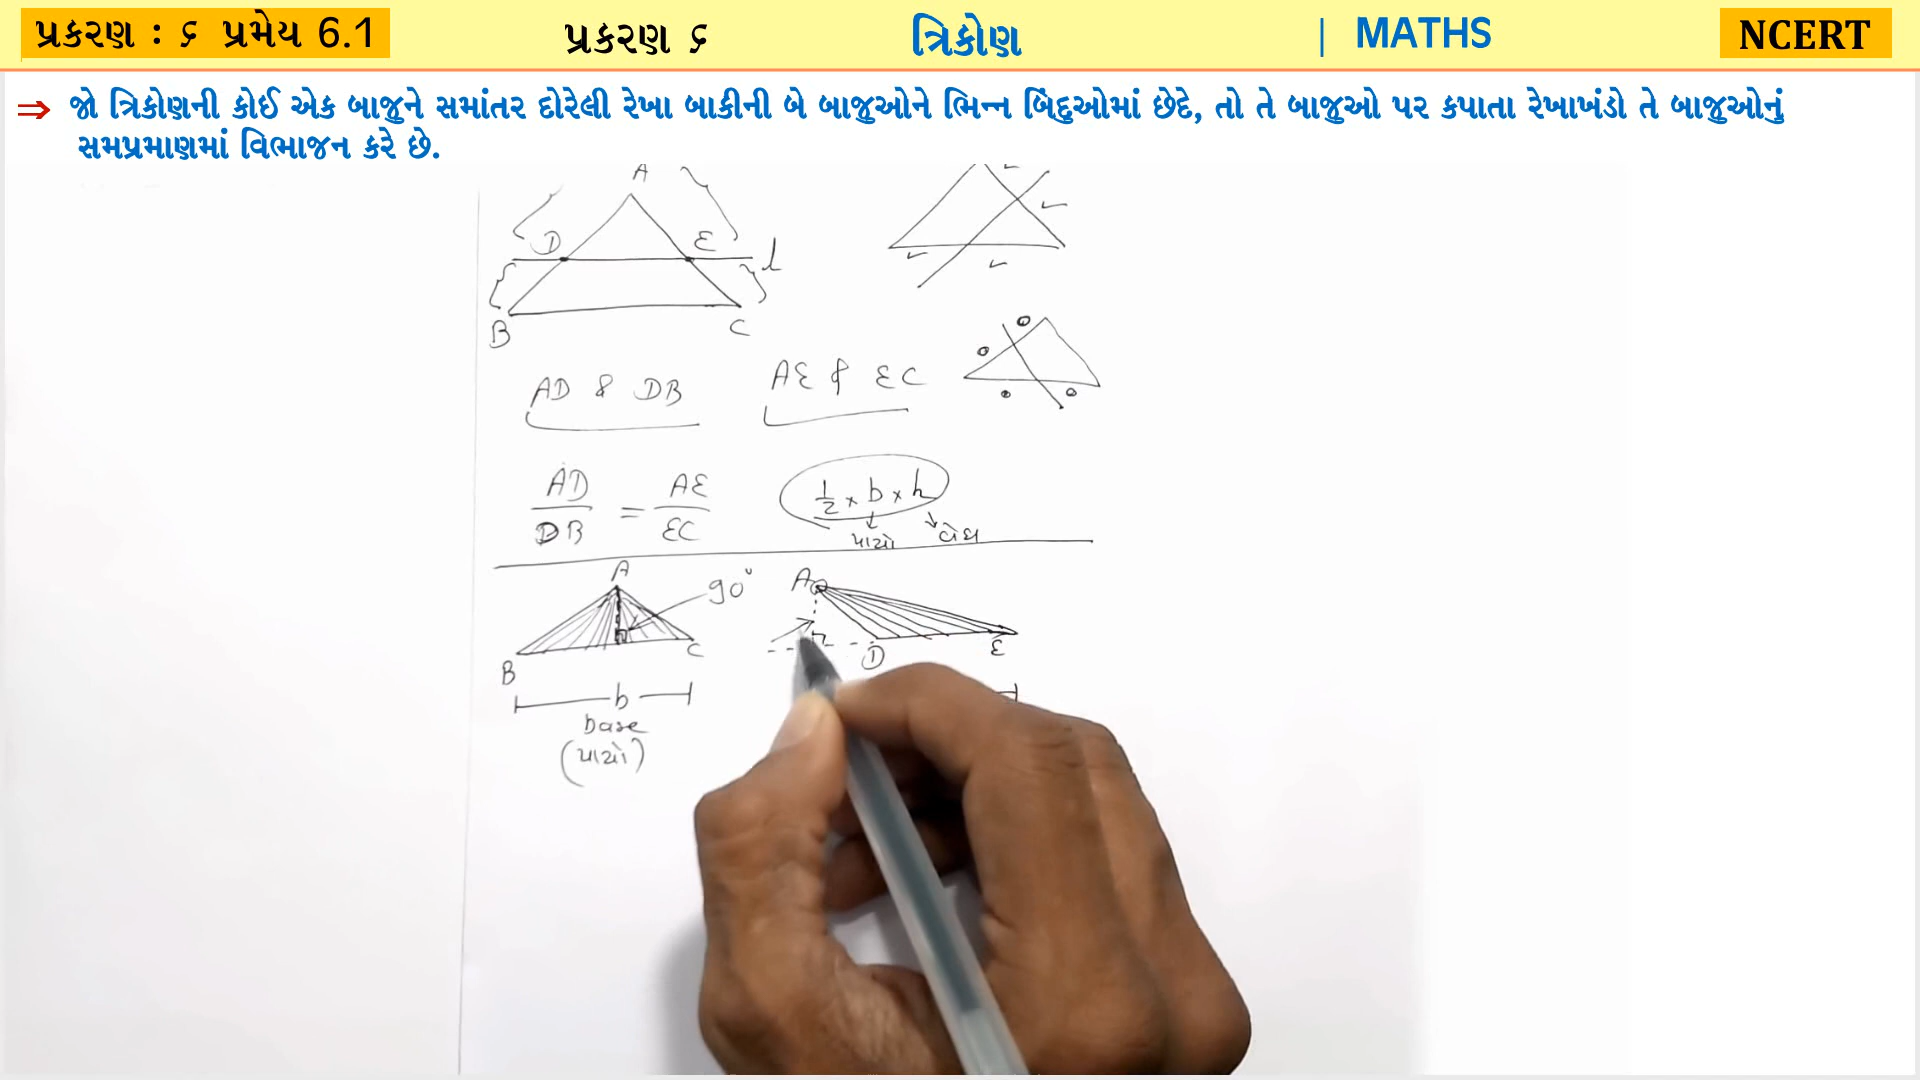 પ્રકરણ : ૬ પ્રમેય 6.1
પ્રકરણ ૬
ત્રિકોણ
| MATHS
NCERT
⇒ જો ત્રિકોણની કોઈ એક બાજુને સમાંતર દોરેલી રેખા બાકીની બે બાજુઓને ભિન્ન બિંદુઓમાં છેદે, તો તે બાજુઓ પર કપાતા રેખાખંડો તે બાજુઓનું
સમપ્રમાણમાં વિભાજન કરે છે.
A
D E l
B C
AD & DB AE & EC
AD/DB = AE/EC
1/2 × b × h
પાયો વેધ
A 90°
B C
b
base
(પાયો)
A
D E